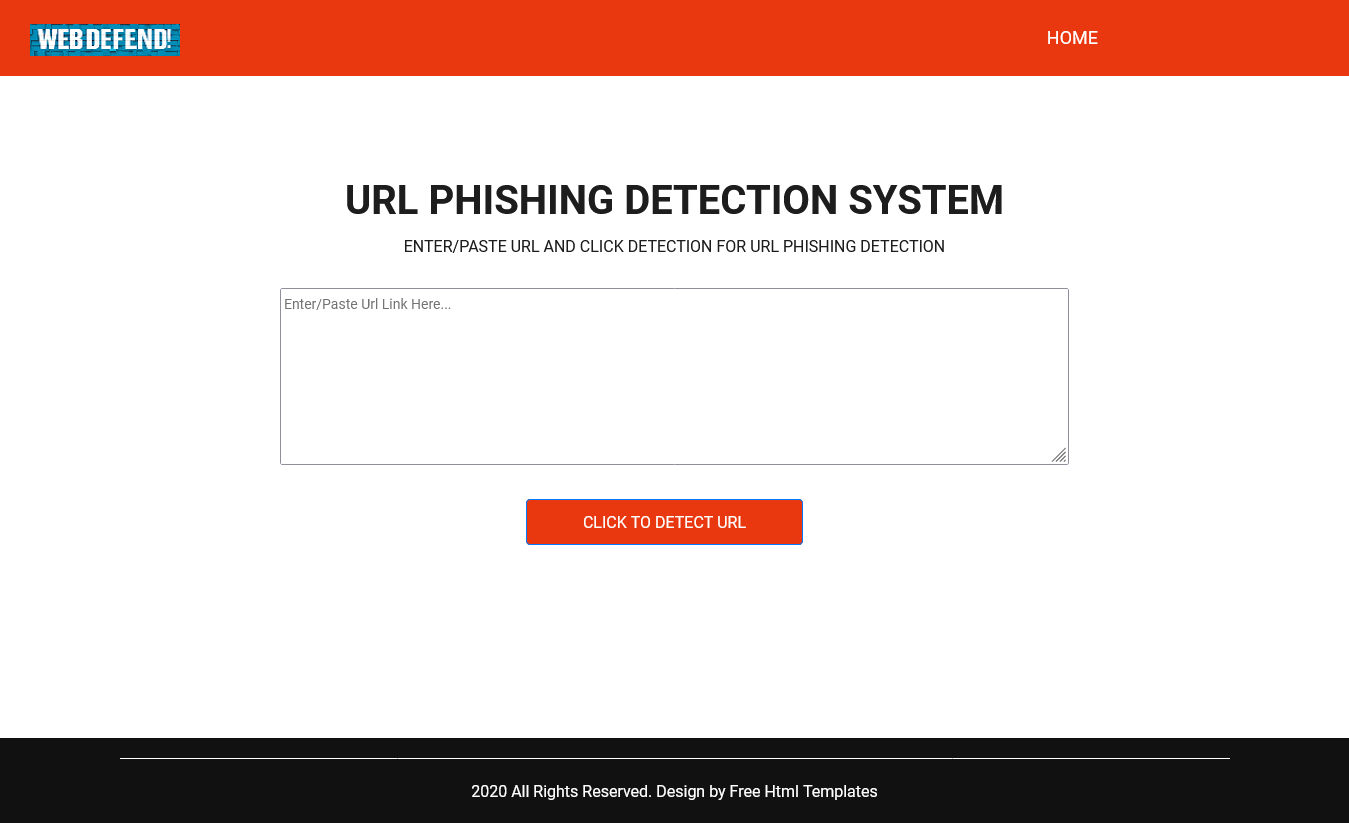 WEB DEFEND!
HOME
URL PHISHING DETECTION SYSTEM
ENTER/PASTE URL AND CLICK DETECTION FOR URL PHISHING DETECTION
Enter/Paste Url Link Here...
CLICK TO DETECT URL
2020 All Rights Reserved. Design by Free Html Templates